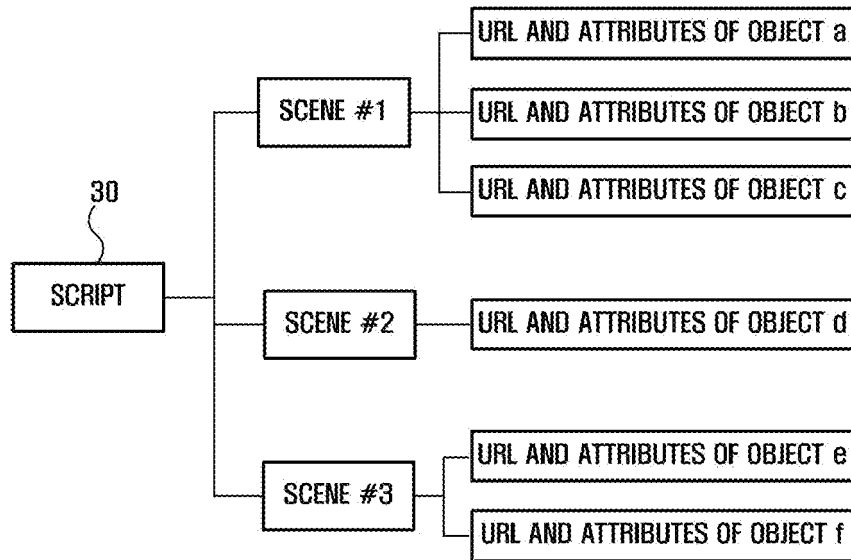 URL AND ATTRIBUTES OF OBJECT a
SCENE #1
URL AND ATTRIBUTES OF OBJECT b
URL AND ATTRIBUTES OF OBJECT c
30
SCRIPT
SCENE #2
URL AND ATTRIBUTES OF OBJECT d
URL AND ATTRIBUTES OF OBJECT e
SCENE #3
URL AND ATTRIBUTES OF OBJECT f